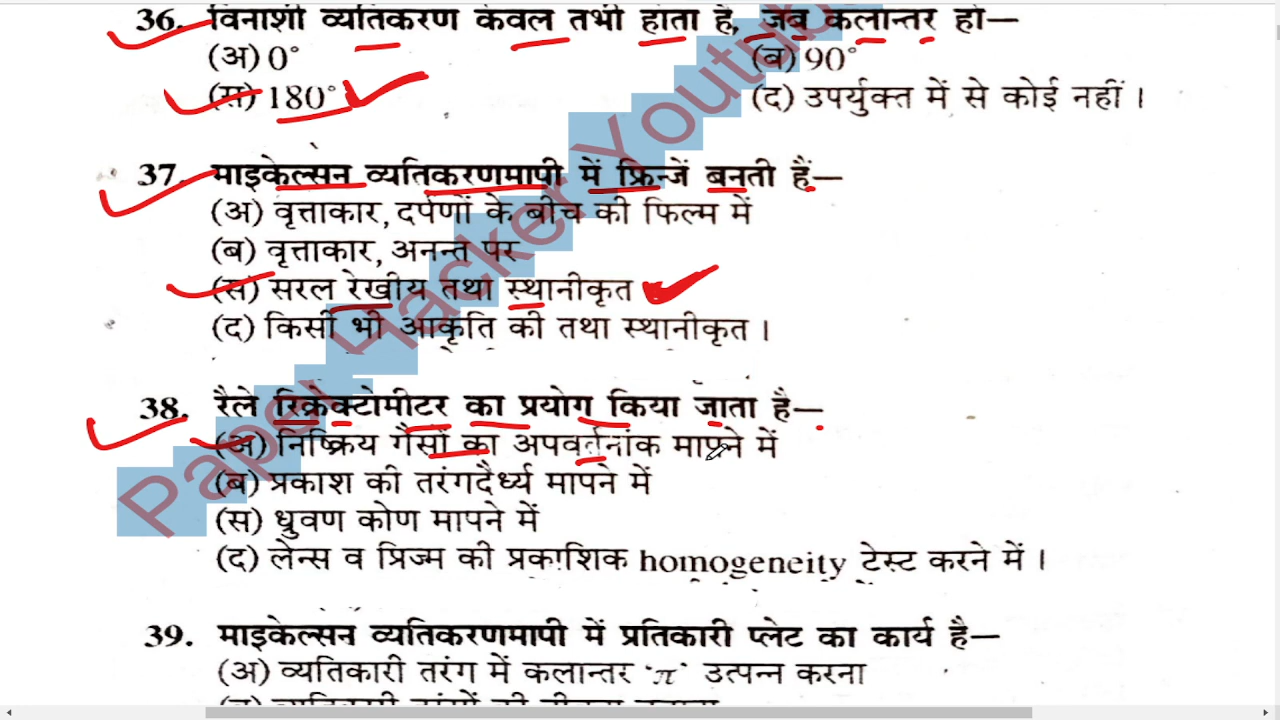 36. विनाशी व्यतिकरण केवल तभी होता है, जब कलान्तर हो—
(अ) 0° (ब) 90°
(स) 180° (द) उपर्युक्त में से कोई नहीं।
37. माइकेल्सन व्यतिकरणमापी में फ्रिन्जें बनती हैं—
(अ) वृत्ताकार, दर्पणों के बीच की फिल्म में
(ब) वृत्ताकार, अनन्त पर
(स) सरल रेखीय तथा स्थानीकृत
(द) किसी भी आकृति की तथा स्थानीकृत।
38. रैले रिफ्रेक्टोमीटर का प्रयोग किया जाता है—
(अ) निष्क्रिय गैसों का अपवर्तनांक मापने में
(ब) प्रकाश की तरंगदैर्ध्य मापने में
(स) ध्रुवण कोण मापने में
(द) लेन्स व प्रिज्म की प्रकाशिक homogeneity टेस्ट करने में।
39. माइकेल्सन व्यतिकरणमापी में प्रतिकारी प्लेट का कार्य है—
(अ) व्यतिकारी तरंग में कलान्तर 'π' उत्पन्न करना
Paper Hacker Youtube